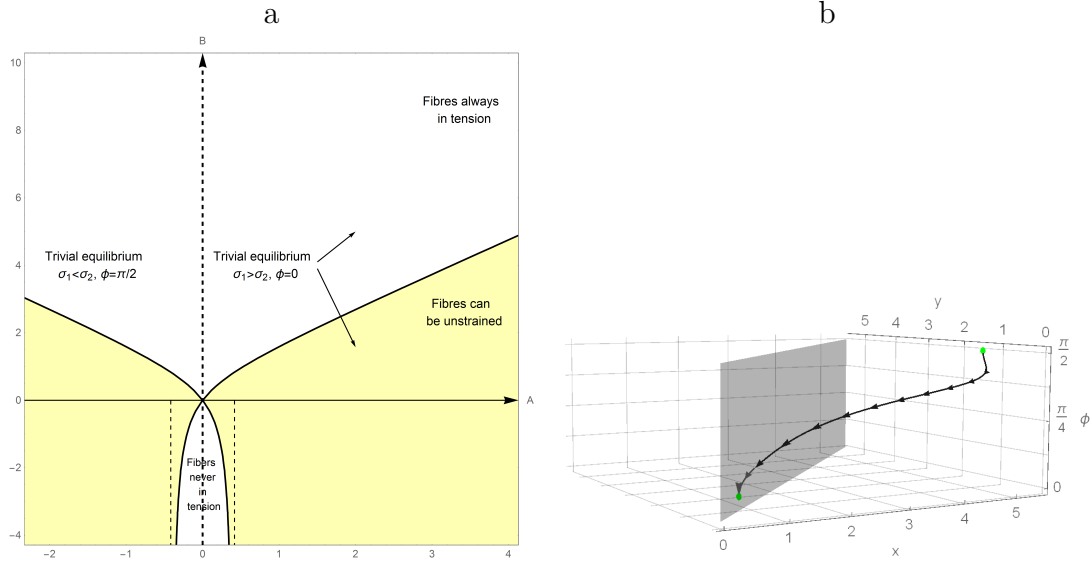 a
b
B
10
8
6
4
2
0
−2
−4
−2
−1
0
1
2
3
4
A
Fibres always
in tension
Trivial equilibrium
σ1<σ2, ϕ=π/2
Trivial equilibrium
σ1>σ2, ϕ=0
Fibres can
be unstrained
Fibers
never
in
tension
y
5
4
3
2
1
0
π/2
π/4
ϕ
0
0
1
2
3
4
5
x